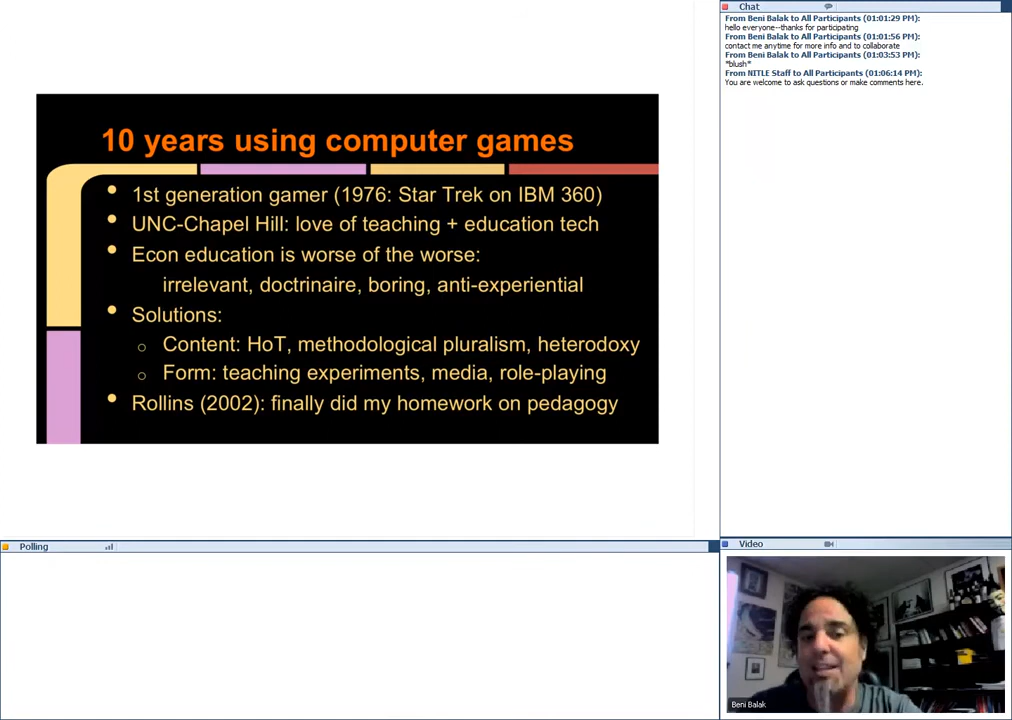 10 years using computer games
• 1st generation gamer (1976: Star Trek on IBM 360)
• UNC-Chapel Hill: love of teaching + education tech
• Econ education is worse of the worse:
irrelevant, doctrinaire, boring, anti-experiential
• Solutions:
o Content: HoT, methodological pluralism, heterodoxy
o Form: teaching experiments, media, role-playing
• Rollins (2002): finally did my homework on pedagogy
Chat
From Beni Balak to All Participants (01:01:29 PM):
hello everyone--thanks for participating
From Beni Balak to All Participants (01:01:56 PM):
contact me anytime for more info and to collaborate
From Beni Balak to All Participants (01:03:53 PM):
*blush*
From NITLE Staff to All Participants (01:06:14 PM):
You are welcome to ask questions or make comments here.
Polling
Video
Beni Balak